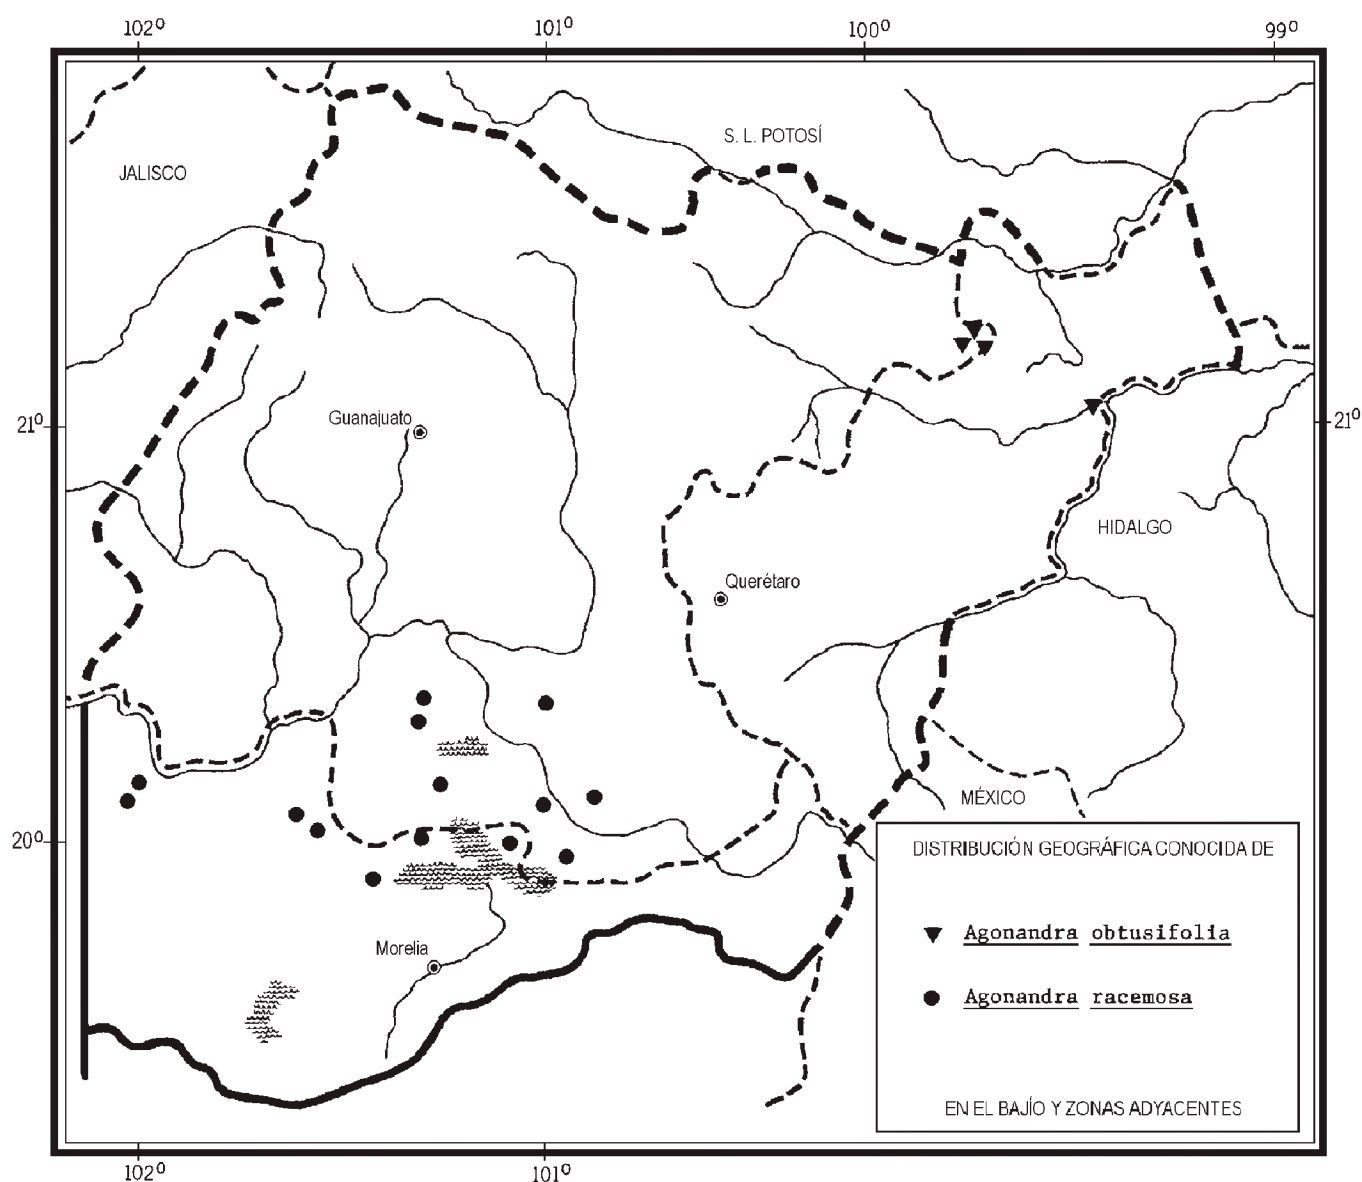 102º 101º 100º 99º
S. L. POTOSÍ
JALISCO
Guanajuato
21º 21º
HIDALGO
Querétaro
MÉXICO
20º
DISTRIBUCIÓN GEOGRÁFICA CONOCIDA DE
Agonandra obtusifolia
Morelia
Agonandra racemosa
EN EL BAJÍO Y ZONAS ADYACENTES
102º 101º